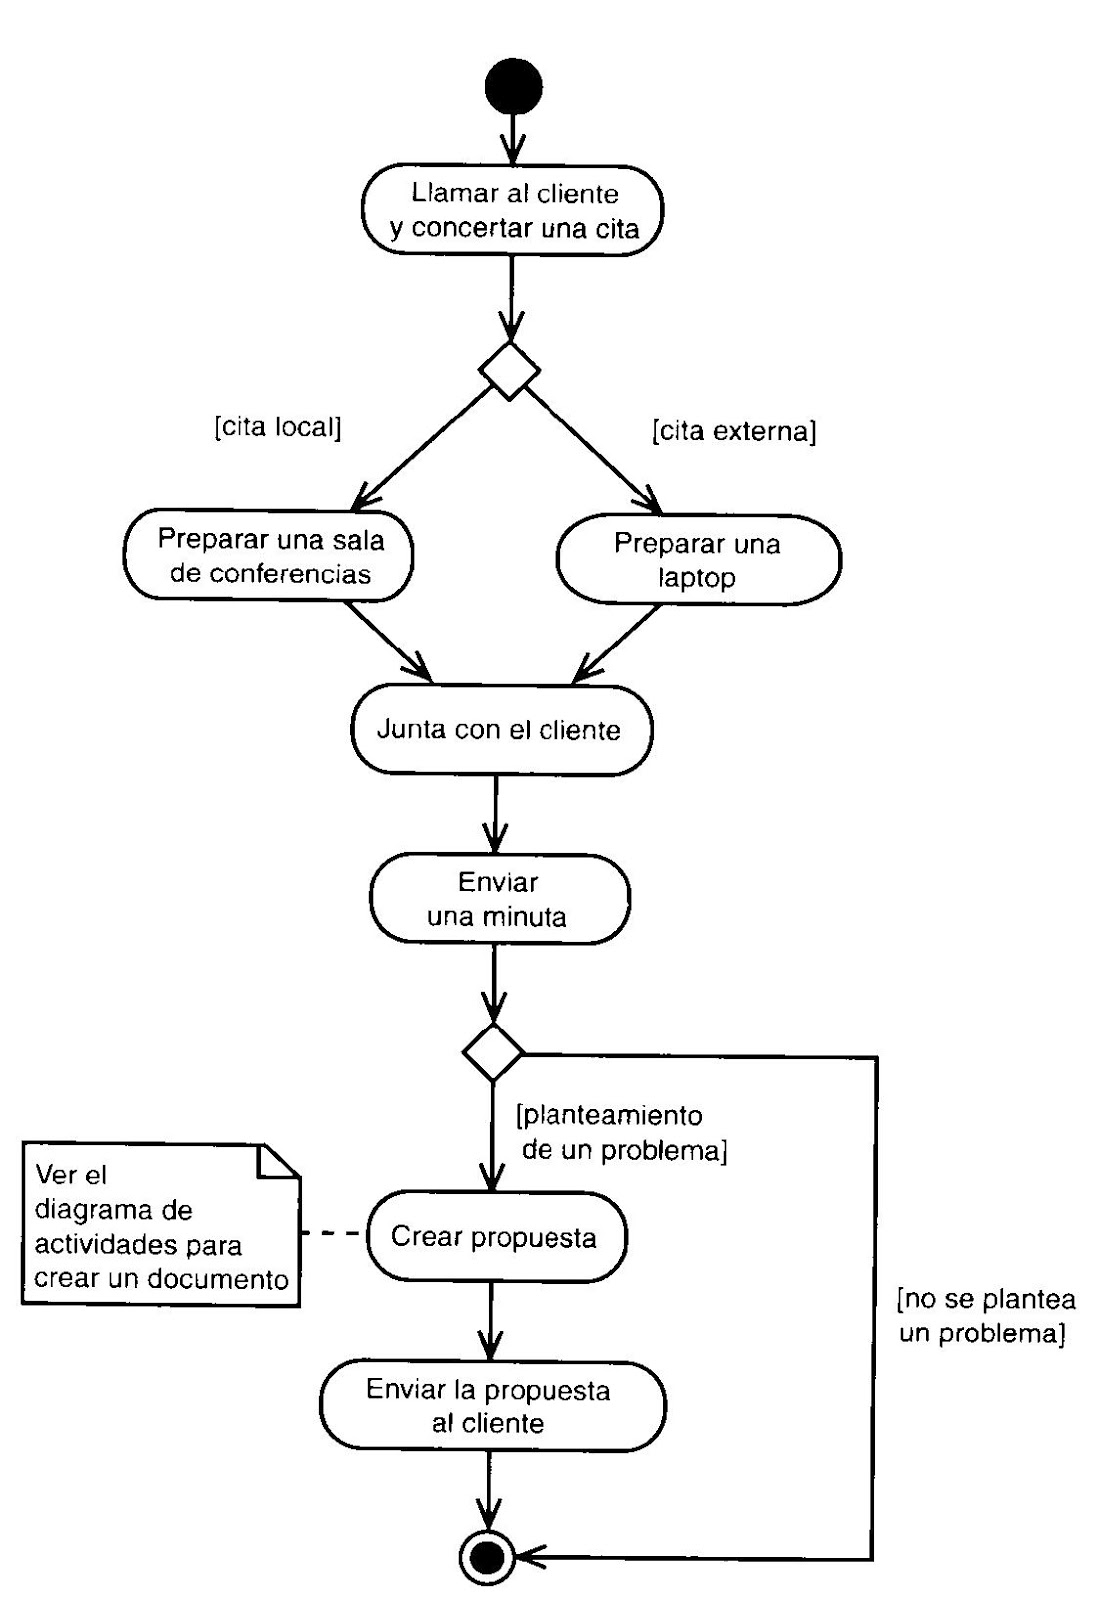 Llamar al cliente
y concertar una cita
[cita local]
[cita externa]
Preparar una sala
de conferencias
Preparar una
laptop
Junta con el cliente
Enviar
una minuta
[planteamiento
de un problema]
Ver el
diagrama de
actividades para
crear un documento
Crear propuesta
[no se plantea
un problema]
Enviar la propuesta
al cliente